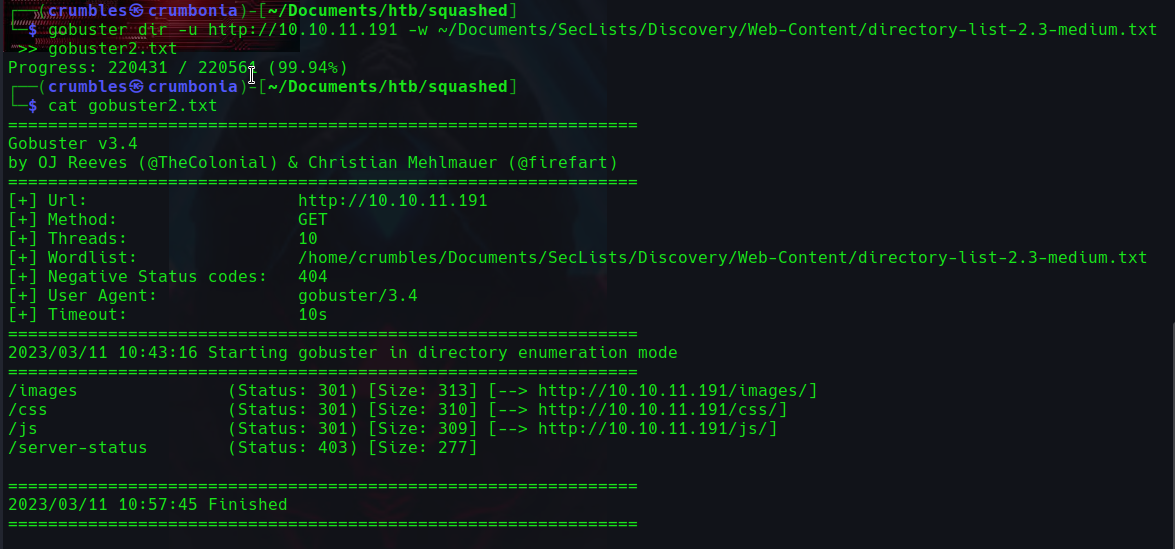 ┌──(crumbles㉿crumbonia)-[~/Documents/htb/squashed]
└─$ gobuster dir -u http://10.10.11.191 -w ~/Documents/SecLists/Discovery/Web-Content/directory-list-2.3-medium.txt
>> gobuster2.txt
Progress: 220431 / 220561 (99.94%)
┌──(crumbles㉿crumbonia)-[~/Documents/htb/squashed]
└─$ cat gobuster2.txt
===============================================================
Gobuster v3.4
by OJ Reeves (@TheColonial) & Christian Mehlmauer (@firefart)
===============================================================
[+] Url:                     http://10.10.11.191
[+] Method:                  GET
[+] Threads:                 10
[+] Wordlist:                /home/crumbles/Documents/SecLists/Discovery/Web-Content/directory-list-2.3-medium.txt
[+] Negative Status codes:   404
[+] User Agent:              gobuster/3.4
[+] Timeout:                 10s
===============================================================
2023/03/11 10:43:16 Starting gobuster in directory enumeration mode
===============================================================
/images               (Status: 301) [Size: 313] [--> http://10.10.11.191/images/]
/css                  (Status: 301) [Size: 310] [--> http://10.10.11.191/css/]
/js                   (Status: 301) [Size: 309] [--> http://10.10.11.191/js/]
/server-status        (Status: 403) [Size: 277]
===============================================================
2023/03/11 10:57:45 Finished
===============================================================